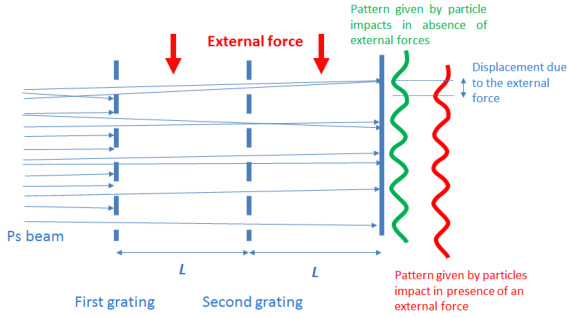 Pattern given by particle
impacts in absence of
external forces
External force
Displacement due
to the external
force
Ps beam
L
L
First grating
Second grating
Pattern given by particles
impact in presence of an
external force